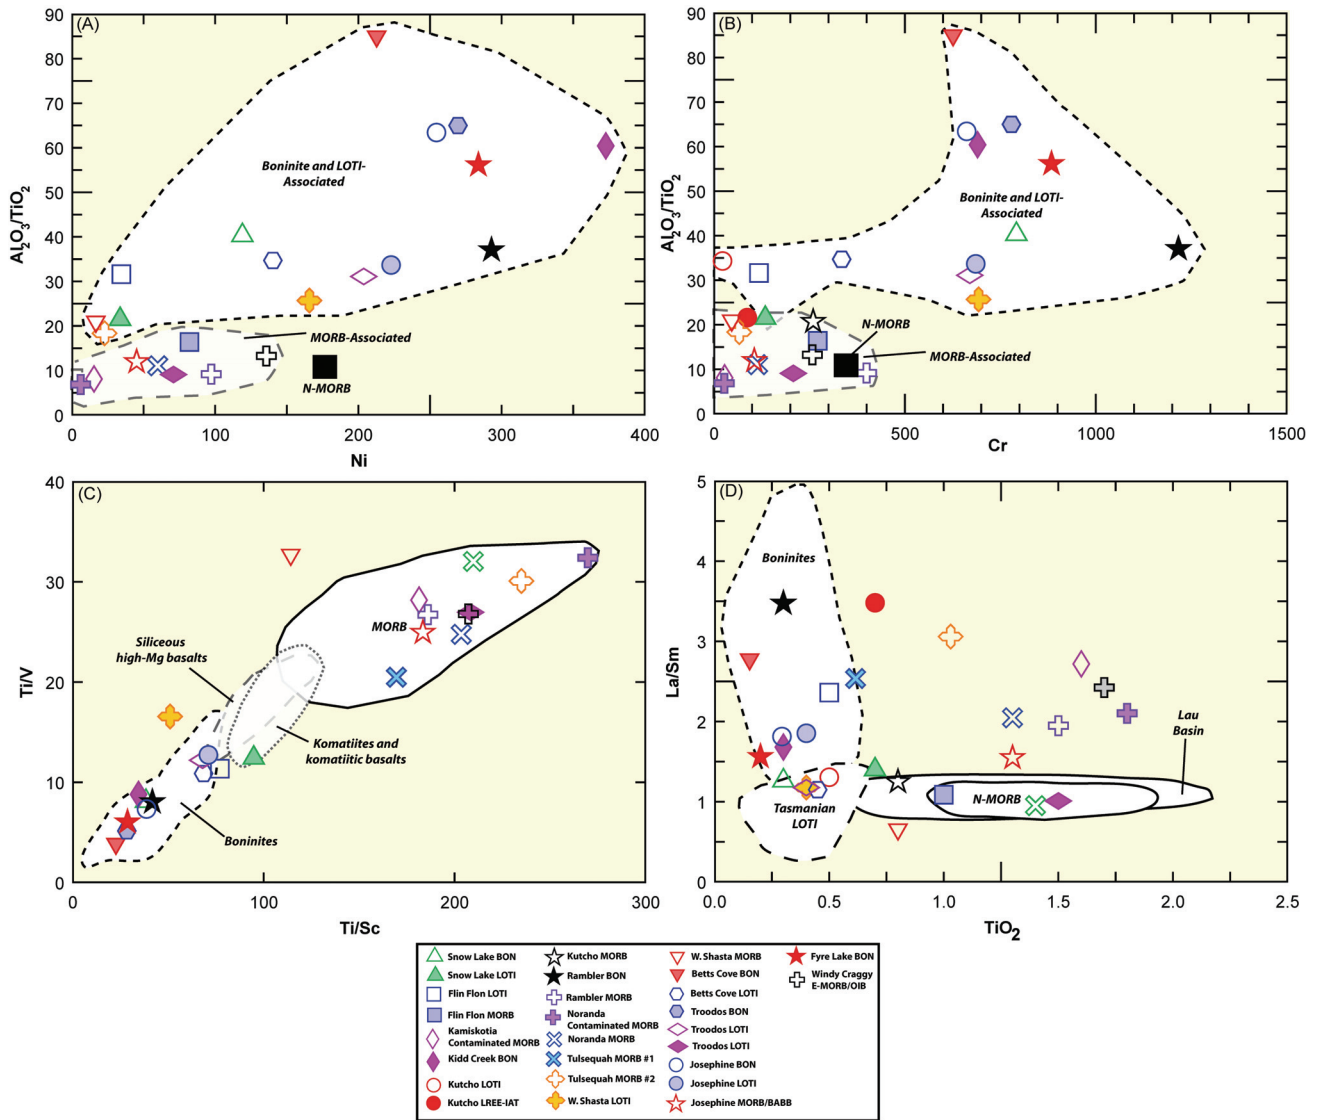 (A)
Al2O3/TiO2
90
80
70
60
50
40
30
20
10
0
Boninite and LOTI-
Associated
MORB-Associated
N-MORB
0
100
200
300
400
Ni
(B)
Al2O3/TiO2
90
80
70
60
50
40
30
20
10
0
Boninite and LOTI-
Associated
N-MORB
MORB-Associated
0
500
1000
1500
Cr
(C)
Ti/V
40
30
20
10
0
Siliceous
high-Mg basalts
MORB
Komatiites and
komatiitic basalts
Boninites
0
100
200
300
Ti/Sc
(D)
La/Sm
5
4
3
2
1
0
Boninites
Lau
Basin
N-MORB
Tasmanian
LOTI
0.0
0.5
1.0
1.5
2.0
2.5
TiO2
Snow Lake BON
Snow Lake LOTI
Flin Flon LOTI
Flin Flon MORB
Kamiskotia
Contaminated MORB
Kidd Creek BON
Kutcho LOTI
Kutcho LREE-IAT
Kutcho MORB
Rambler BON
Rambler MORB
Noranda
Contaminated MORB
Noranda MORB
Tulsequah MORB #1
Tulsequah MORB #2
W. Shasta LOTI
W. Shasta MORB
Betts Cove BON
Betts Cove LOTI
Troodos BON
Troodos LOTI
Troodos LOTI
Josephine BON
Josephine LOTI
Josephine MORB/BABB
Fyre Lake BON
Windy Craggy
E-MORB/OIB